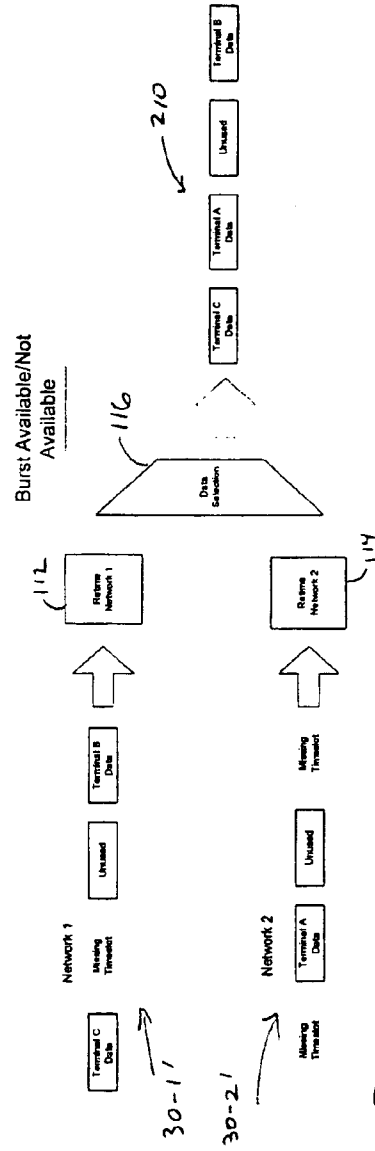 Burst Available/Not
Available
Network 1
Terminal C
Data
Missing
Timeslot
Unused
Terminal B
Data
30-1'
112
Retime
Network 1
116
Data
Selection
Terminal C
Data
Terminal A
Data
Unused
Terminal B
Data
210
Network 2
Missing
Timeslot
Terminal A
Data
Unused
Missing
Timeslot
30-2'
Retime
Network 2
114